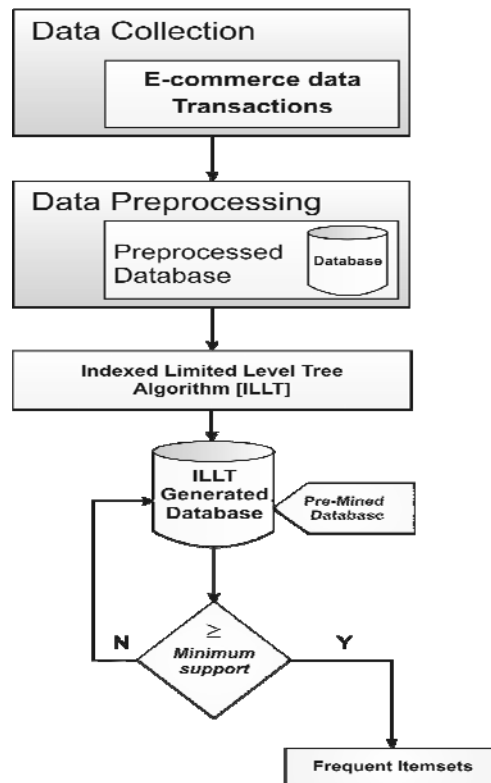 Data Collection
E-commerce data
Transactions
Data Preprocessing
Preprocessed
Database
Database
Indexed Limited Level Tree
Algorithm [ILLT]
ILLT
Generated
Database
Pre-Mined
Database
≥
Minimum
support
N
Y
Frequent Itemsets